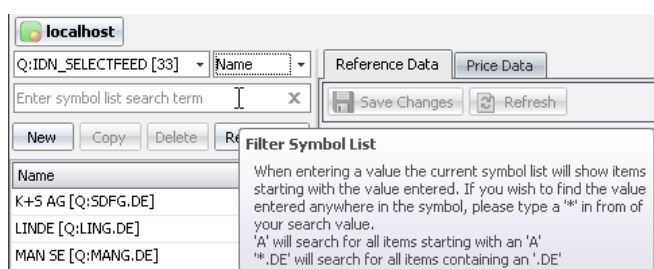 localhost
Q:IDN_SELECTFEED [33] Name Reference Data Price Data
Enter symbol list search term X Save Changes Refresh
New Copy Delete Re
Filter Symbol List
Name
When entering a value the current symbol list will show items
starting with the value entered. If you wish to find the value
entered anywhere in the symbol, please type a '*' in from of
your search value.
'A' will search for all items starting with an 'A'
'*.DE' will search for all items containing an '.DE'
K+S AG [Q:SDFG.DE]
LINDE [Q:LING.DE]
MAN SE [Q:MANG.DE]